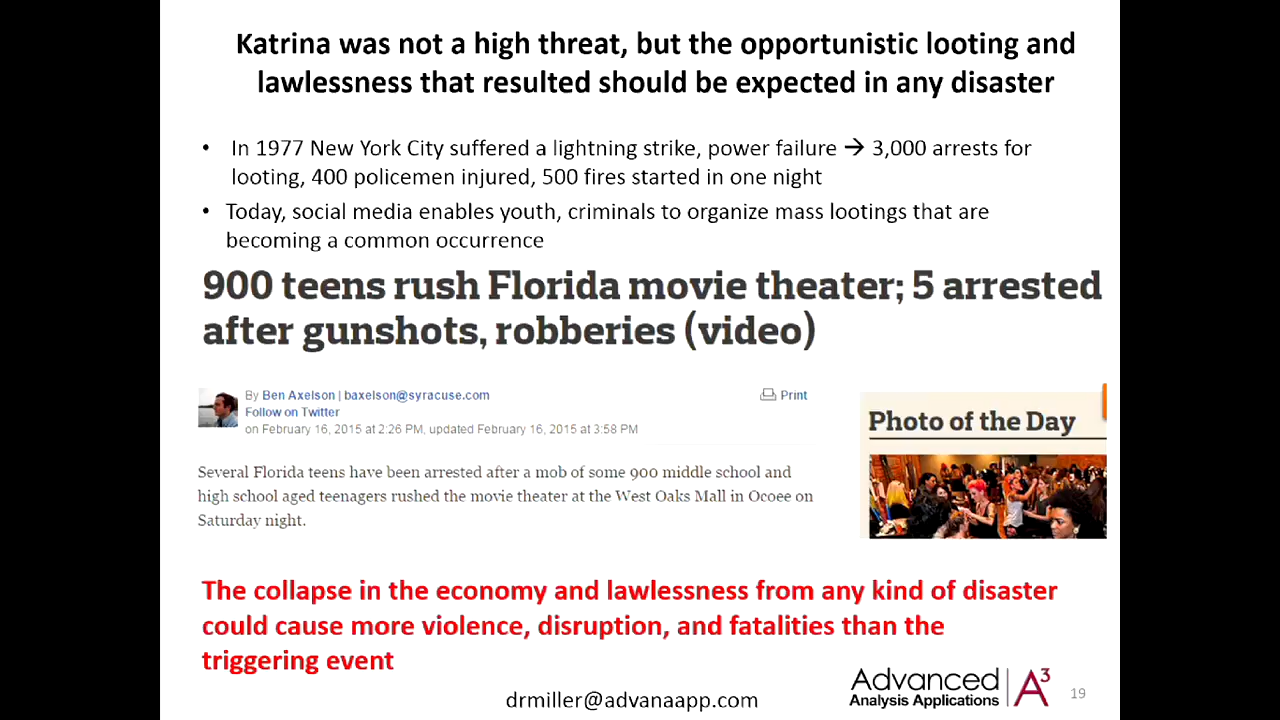 Katrina was not a high threat, but the opportunistic looting and
lawlessness that resulted should be expected in any disaster
• In 1977 New York City suffered a lightning strike, power failure → 3,000 arrests for
looting, 400 policemen injured, 500 fires started in one night
• Today, social media enables youth, criminals to organize mass lootings that are
becoming a common occurrence
900 teens rush Florida movie theater; 5 arrested
after gunshots, robberies (video)
By Ben Axelson | baxelson@syracuse.com
Print
Follow on Twitter
on February 16, 2015 at 2:26 PM, updated February 16, 2015 at 3:58 PM
Photo of the Day
Several Florida teens have been arrested after a mob of some 900 middle school and
high school aged teenagers rushed the movie theater at the West Oaks Mall in Ocoee on
Saturday night.
The collapse in the economy and lawlessness from any kind of disaster
could cause more violence, disruption, and fatalities than the
triggering event
drmiller@advanaapp.com
Advanced
Analysis Applications
A3
19